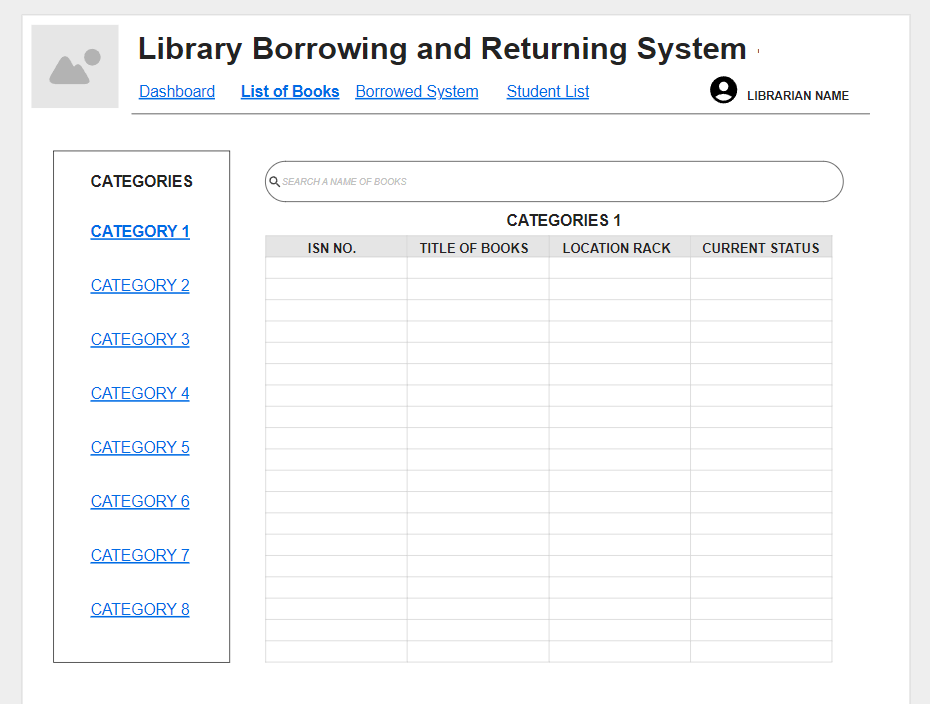 Library Borrowing and Returning System
Dashboard List of Books Borrowed System Student List
LIBRARIAN NAME
CATEGORIES
CATEGORY 1
CATEGORY 2
CATEGORY 3
CATEGORY 4
CATEGORY 5
CATEGORY 6
CATEGORY 7
CATEGORY 8
SEARCH A NAME OF BOOKS
CATEGORIES 1
ISN NO. TITLE OF BOOKS LOCATION RACK CURRENT STATUS